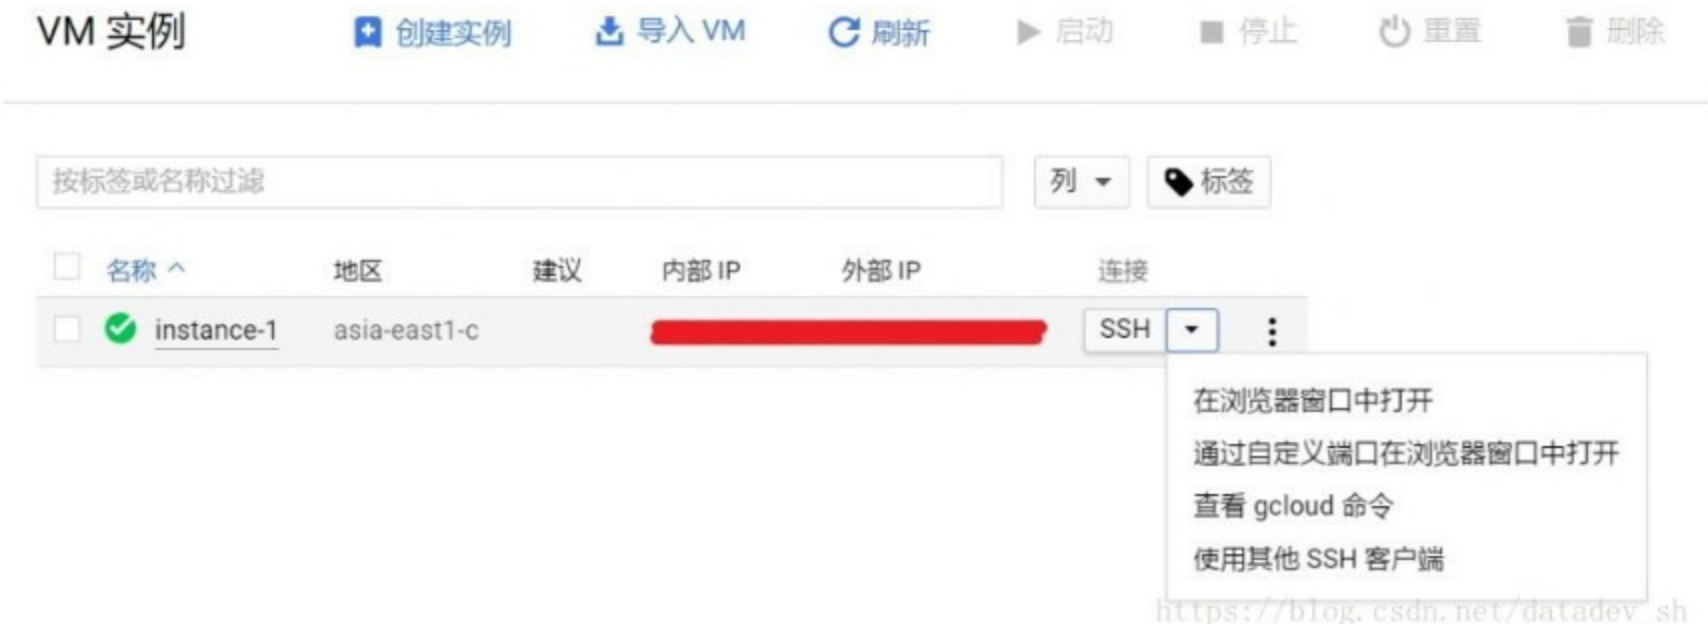 VM 实例 创建实例 导入 VM 刷新 启动 停止 重置 删除
按标签或名称过滤 列 标签
名称 地区 建议 内部 IP 外部 IP 连接
instance-1 asia-east1-c SSH
在浏览器窗口中打开
通过自定义端口在浏览器窗口中打开
查看 gcloud 命令
使用其他 SSH 客户端
https://blog.csdn.net/datadev_sh